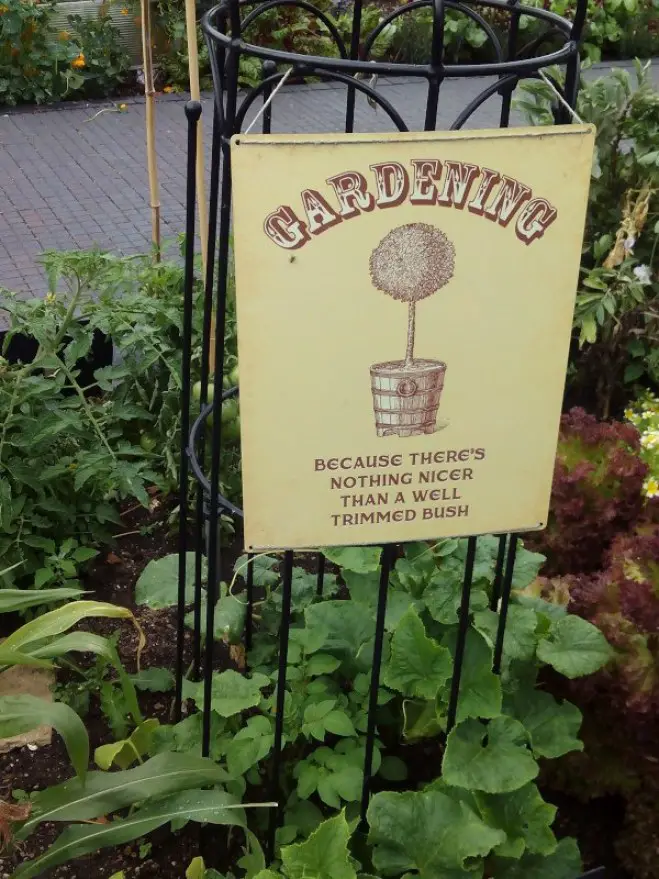 GARDENING
BECAUSE THERE'S
NOTHING NICER
THAN A WELL
TRIMMED BUSH